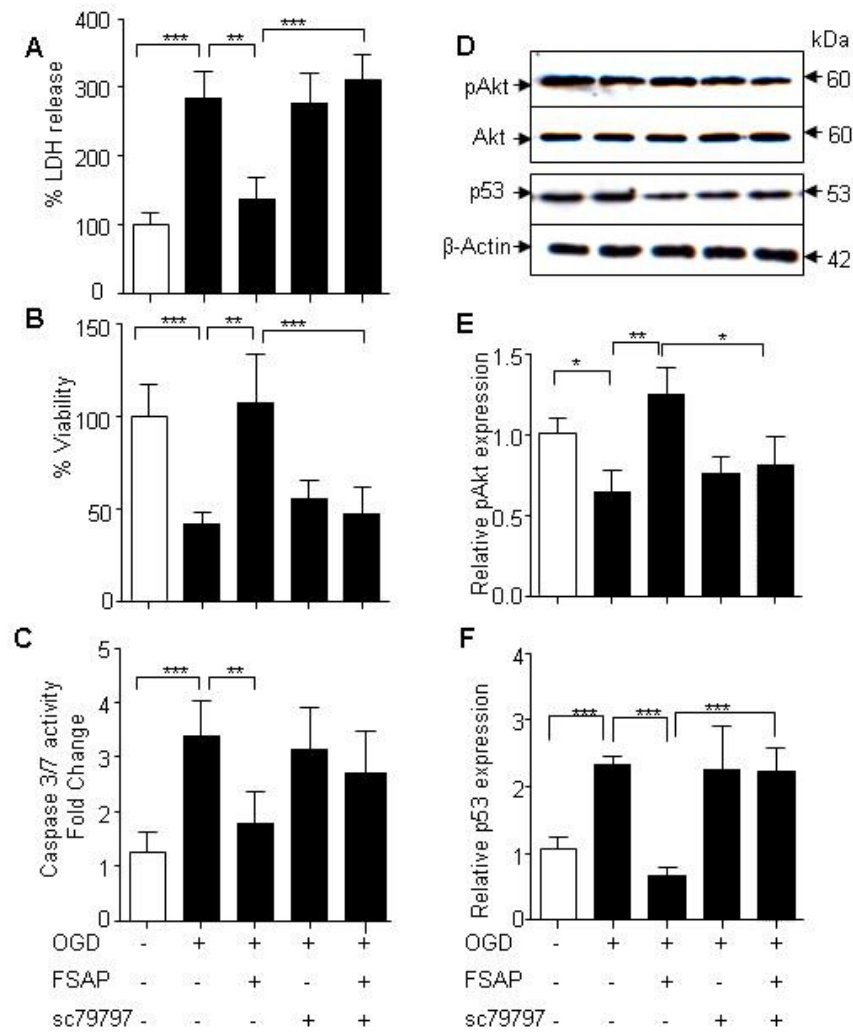 A
% LDH release
400
300
200
100
0
*** ** ***
B
% Viability
150
100
50
0
*** ** ***
C
Caspase 3/7 activity
Fold Change
5
4
3
2
1
0
*** **
OGD - + + + +
FSAP - - + - +
sc79797 - - - + +
D
kDa
pAkt 60
Akt 60
p53 53
β-Actin 42
E
Relative pAkt expression
1.5
1.0
0.5
0.0
* ** *
F
Relative p53 expression
4
3
2
1
0
*** *** ***
OGD - + + + +
FSAP - - + - +
sc79797 - - - + +